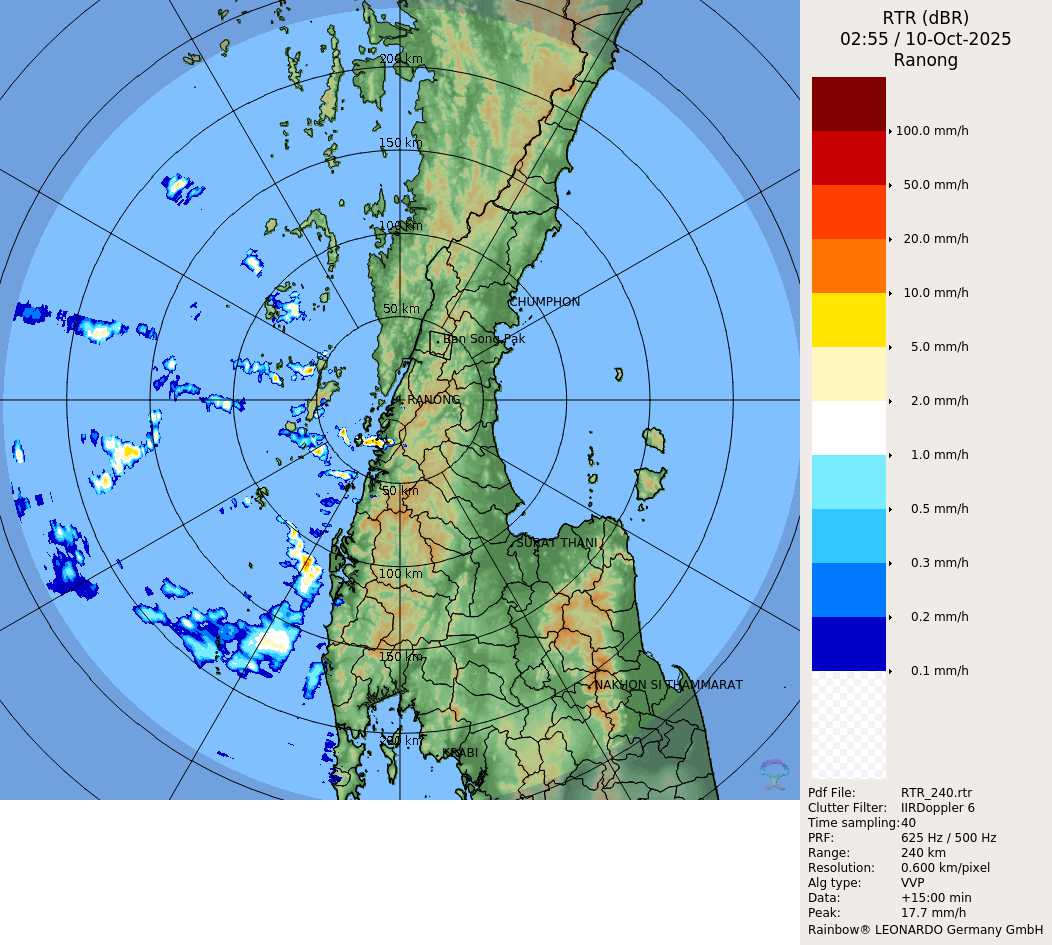 RTR (dBR)
02:55 / 10-Oct-2025
Ranong
200 km
150 km
100 km
50 km
CHUMPHON
Ban Song Pak
RANONG
50 km
SURAT THANI
100 km
150 km
NAKHON SI THAMMARAT
200 km
KRABI
100.0 mm/h
50.0 mm/h
20.0 mm/h
10.0 mm/h
5.0 mm/h
2.0 mm/h
1.0 mm/h
0.5 mm/h
0.3 mm/h
0.2 mm/h
0.1 mm/h
Pdf File: RTR_240.rtr
Clutter Filter: IIRDoppler 6
Time sampling:40
PRF: 625 Hz / 500 Hz
Range: 240 km
Resolution: 0.600 km/pixel
Alg type: VVP
Data: +15:00 min
Peak: 17.7 mm/h
Rainbow® LEONARDO Germany GmbH